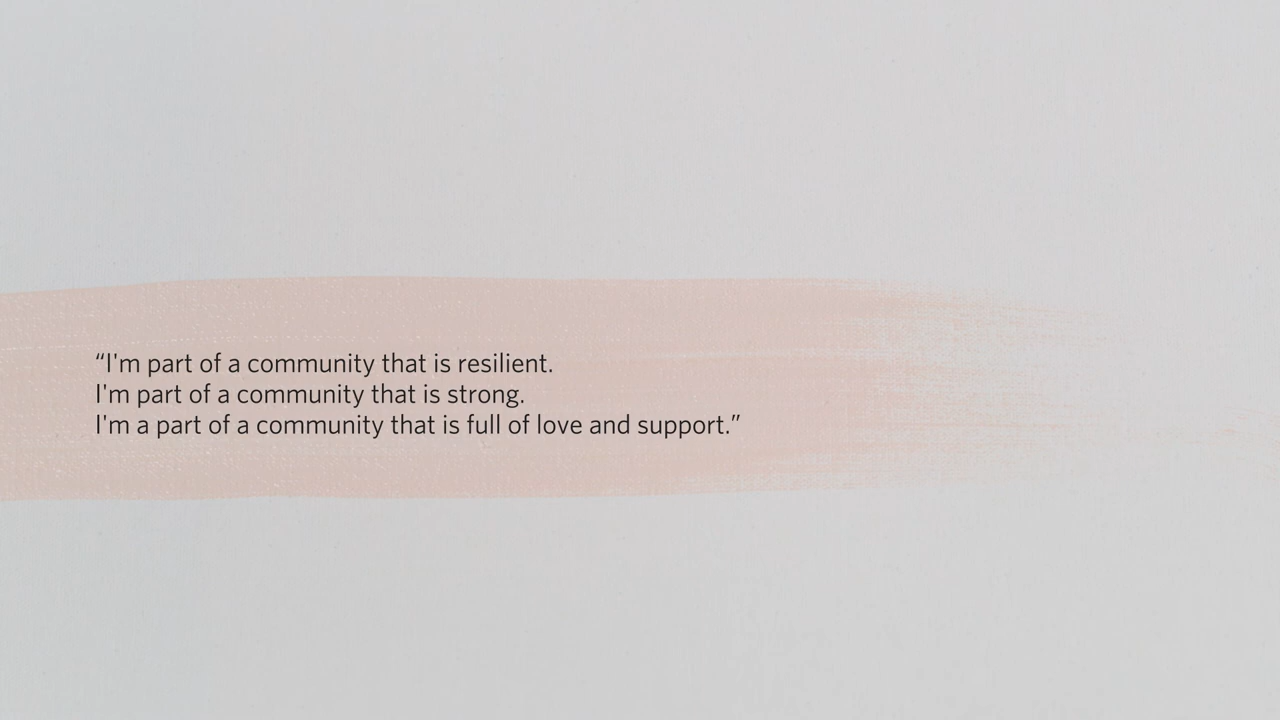 “I'm part of a community that is resilient.
I'm part of a community that is strong.
I'm a part of a community that is full of love and support.”